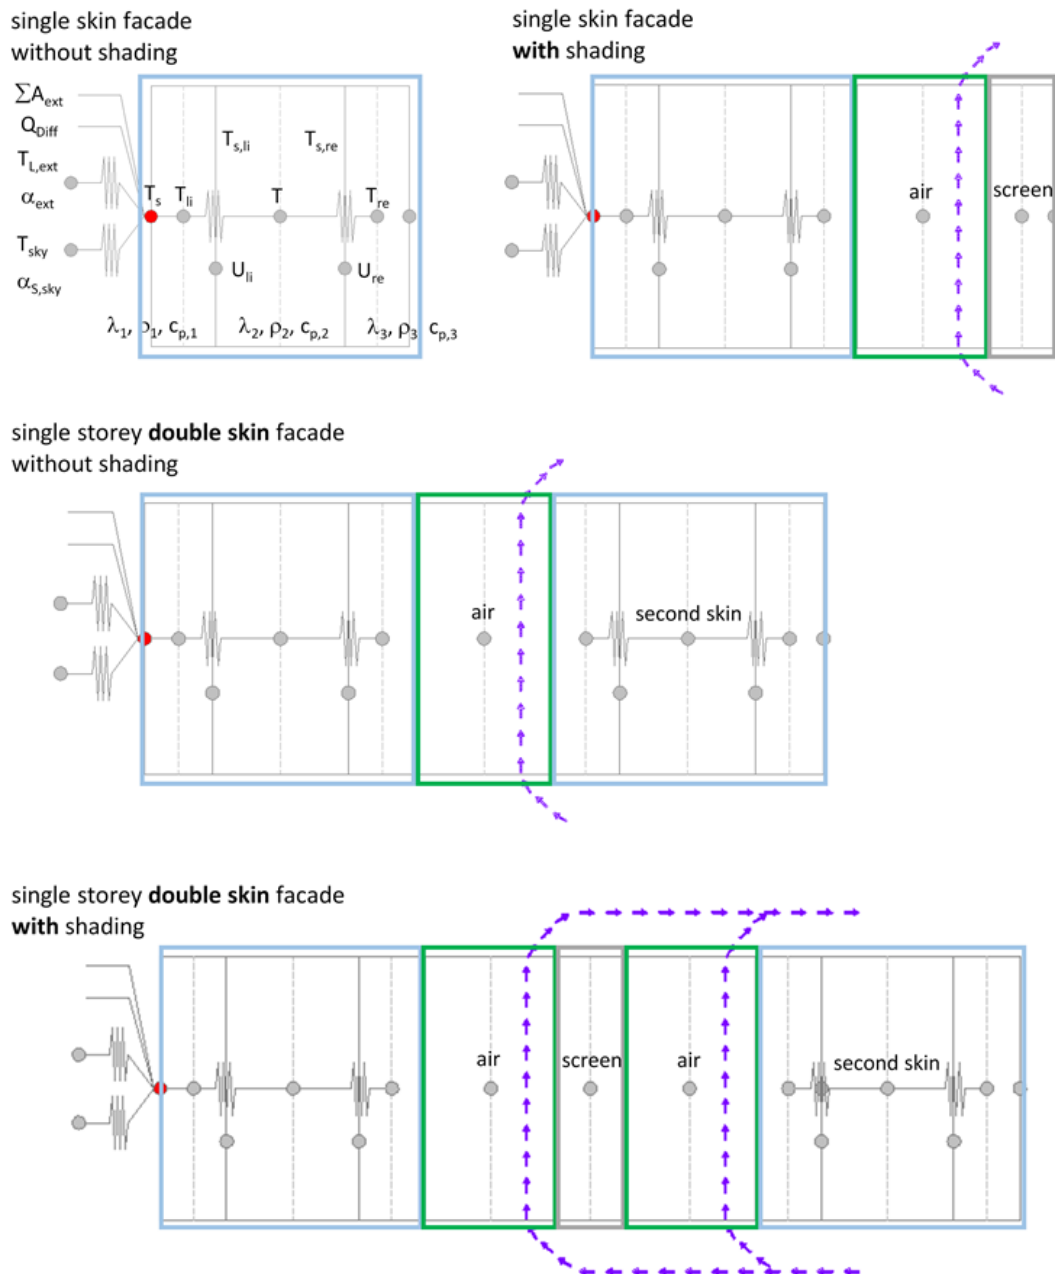 single skin facade
without shading
∑A_ext
Q_Diff
T_L,ext
α_ext
T_sky
α_S,sky
T_s
T_li
T_s,li
T_s,re
T
T_re
U_li
U_re
λ_1, ρ_1, c_p,1
λ_2, ρ_2, c_p,2
λ_3, ρ_3 c_p,3
single skin facade
with shading
air
screen
single storey double skin facade
without shading
air
second skin
single storey double skin facade
with shading
air
screen
air
second skin